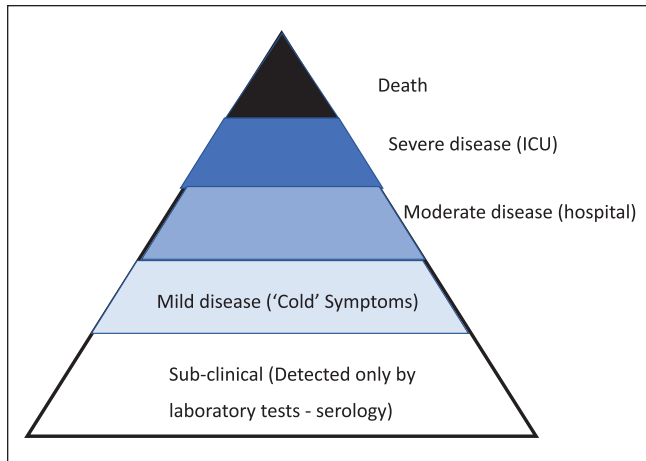 Death
Severe disease (ICU)
Moderate disease (hospital)
Mild disease (‘Cold’ Symptoms)
Sub-clinical (Detected only by
laboratory tests - serology)